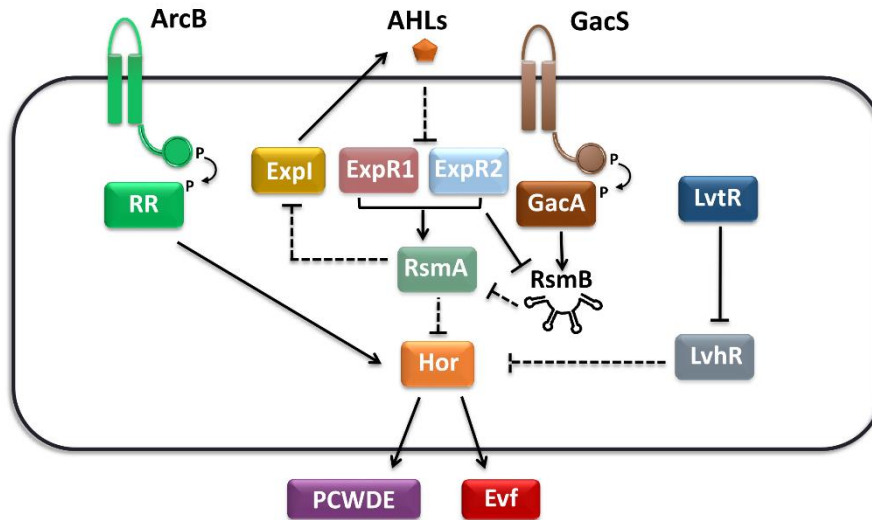 ArcB
AHLs
GacS
P
P
ExpI
ExpR1
ExpR2
P
P
RR
GacA
LvtR
RsmA
RsmB
Hor
LvhR
PCWDE
Evf